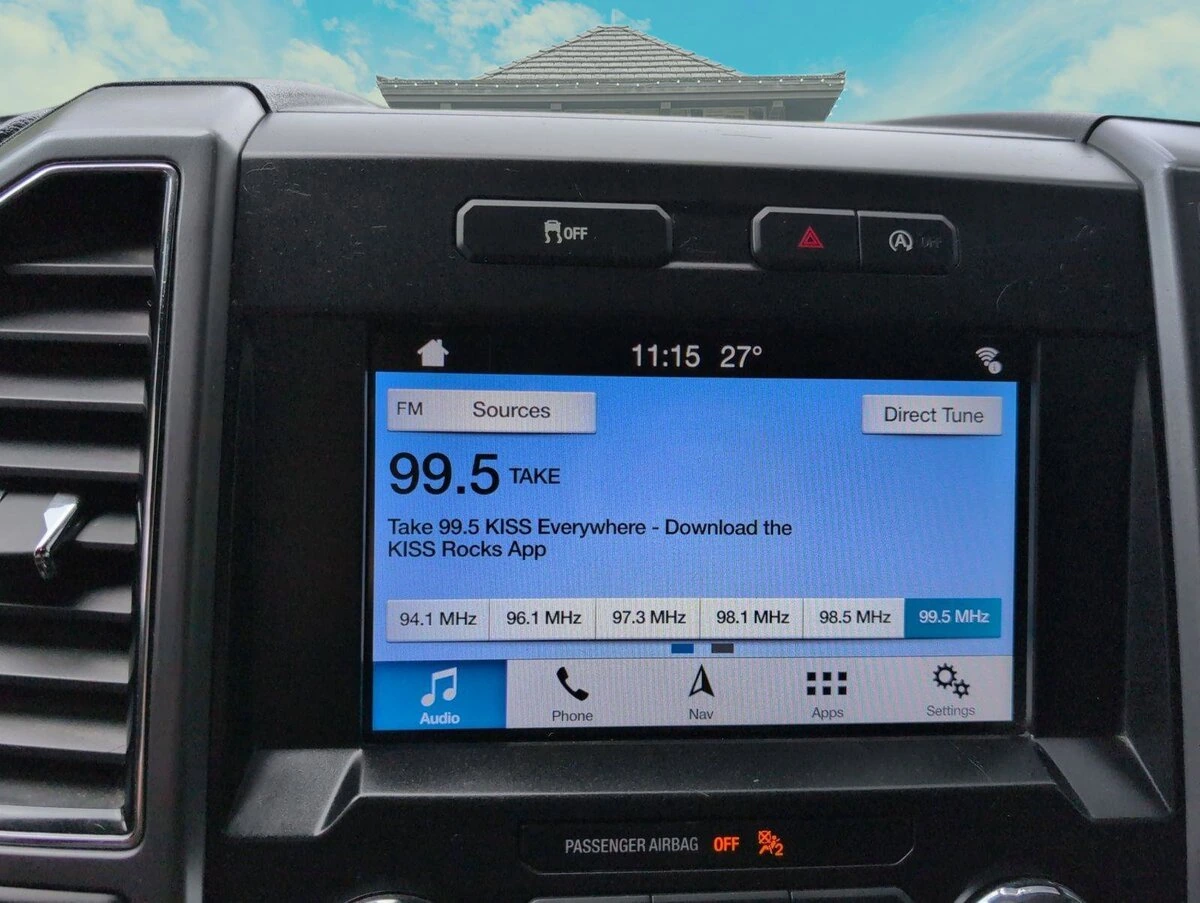 OFF
A OFF
11:15 27°
FM Sources
Direct Tune
99.5 TAKE
Take 99.5 KISS Everywhere - Download the
KISS Rocks App
94.1 MHz 96.1 MHz 97.3 MHz 98.1 MHz 98.5 MHz 99.5 MHz
Audio Phone Nav Apps Settings
PASSENGER AIRBAG OFF 2